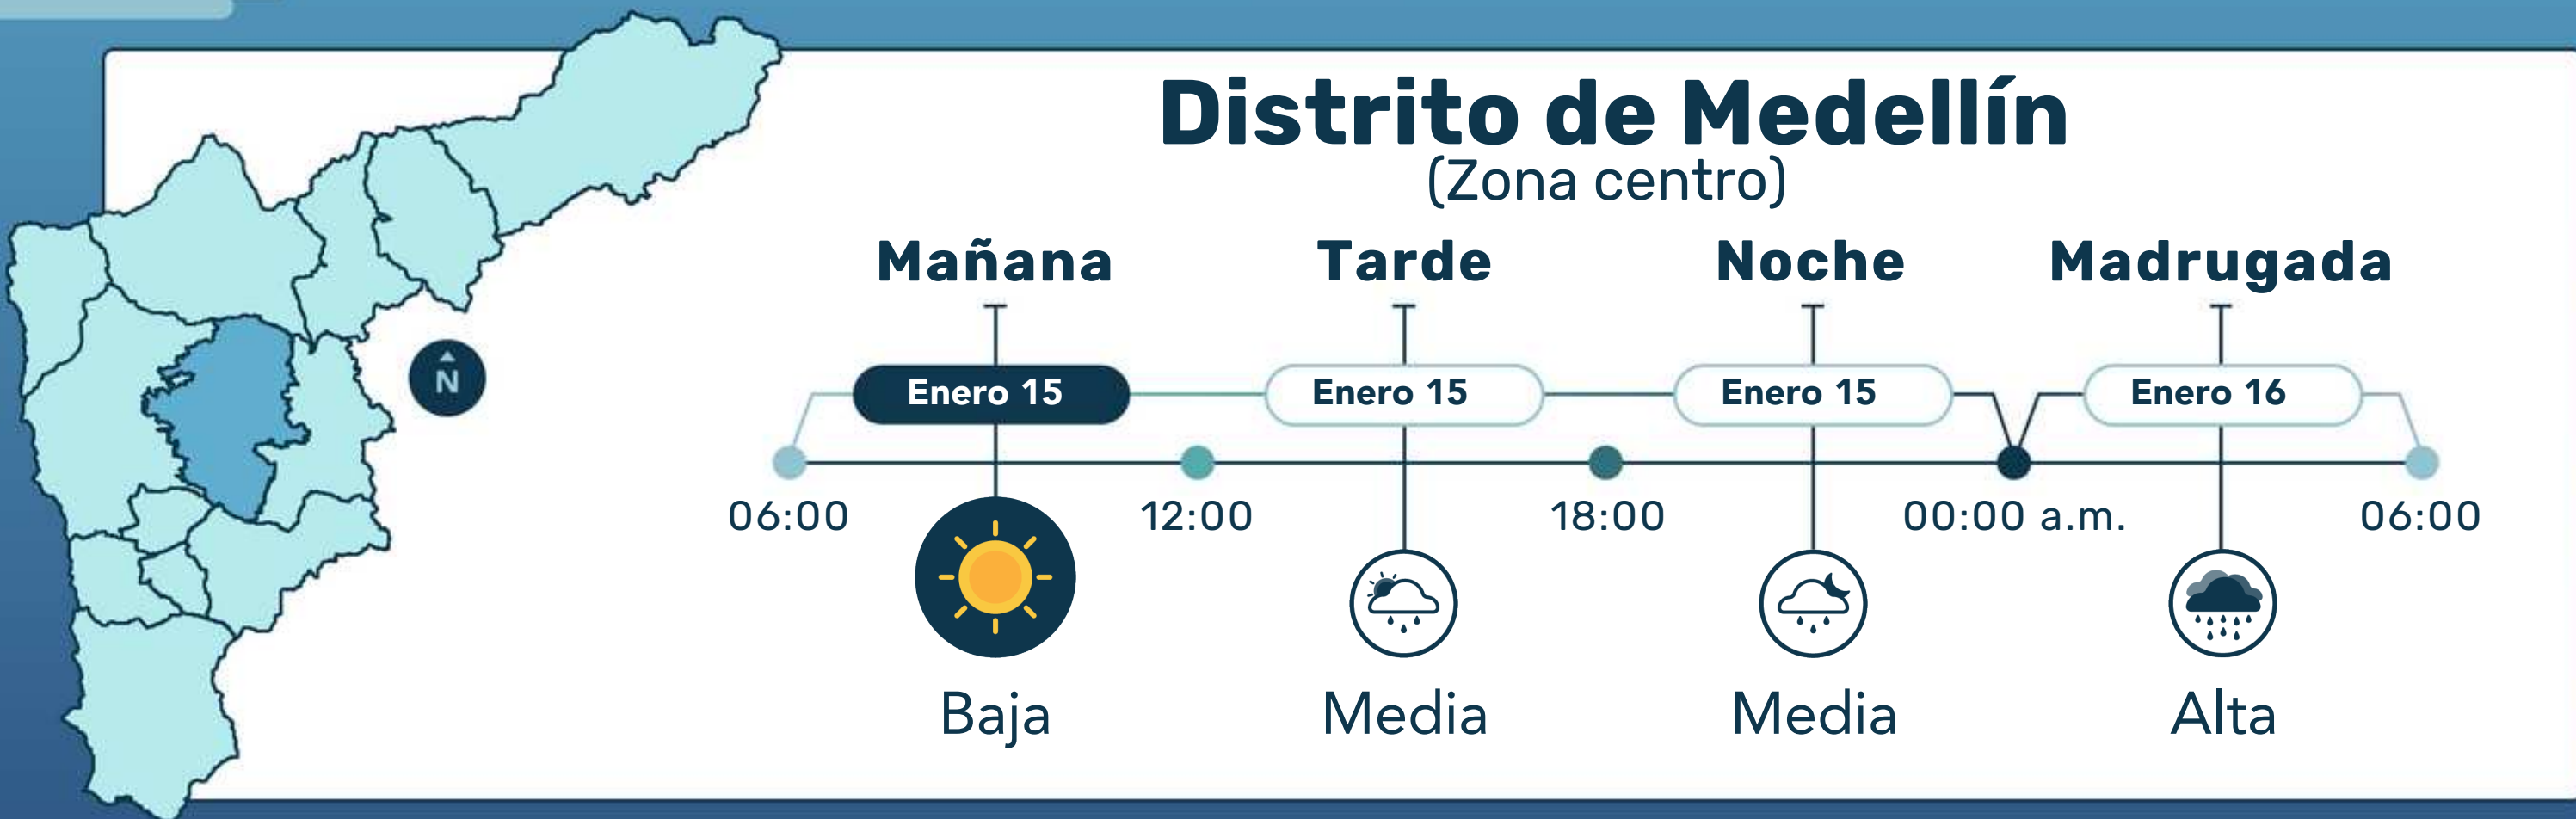 Distrito de Medellín
(Zona centro)
Mañana Tarde Noche Madrugada
N
Enero 15 Enero 15 Enero 15 Enero 16
06:00 12:00 18:00 00:00 a.m. 06:00
Baja Media Media Alta